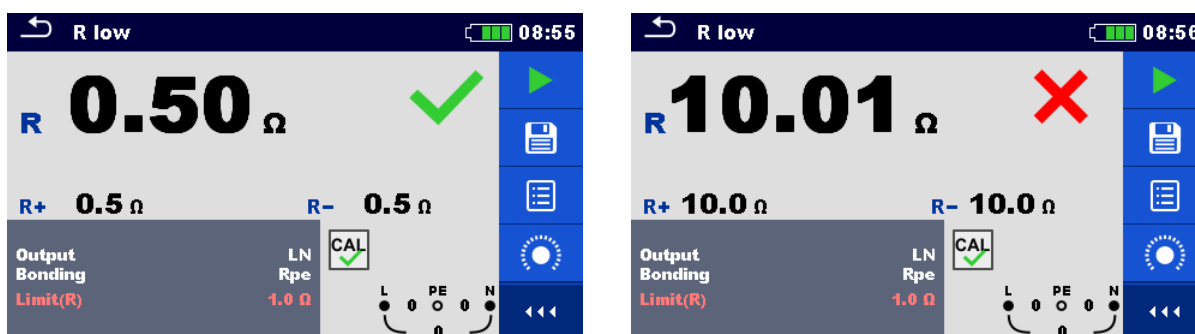 R low 08:55
R 0.50 Ω
R+ 0.5 Ω R- 0.5 Ω
Output LN
Bonding Rpe
Limit(R) 1.0 Ω
CAL
L PE N
0 0
0
R low 08:56
R 10.01 Ω
R+ 10.0 Ω R- 10.0 Ω
Output LN
Bonding Rpe
Limit(R) 1.0 Ω
CAL
L PE N
0 0
0